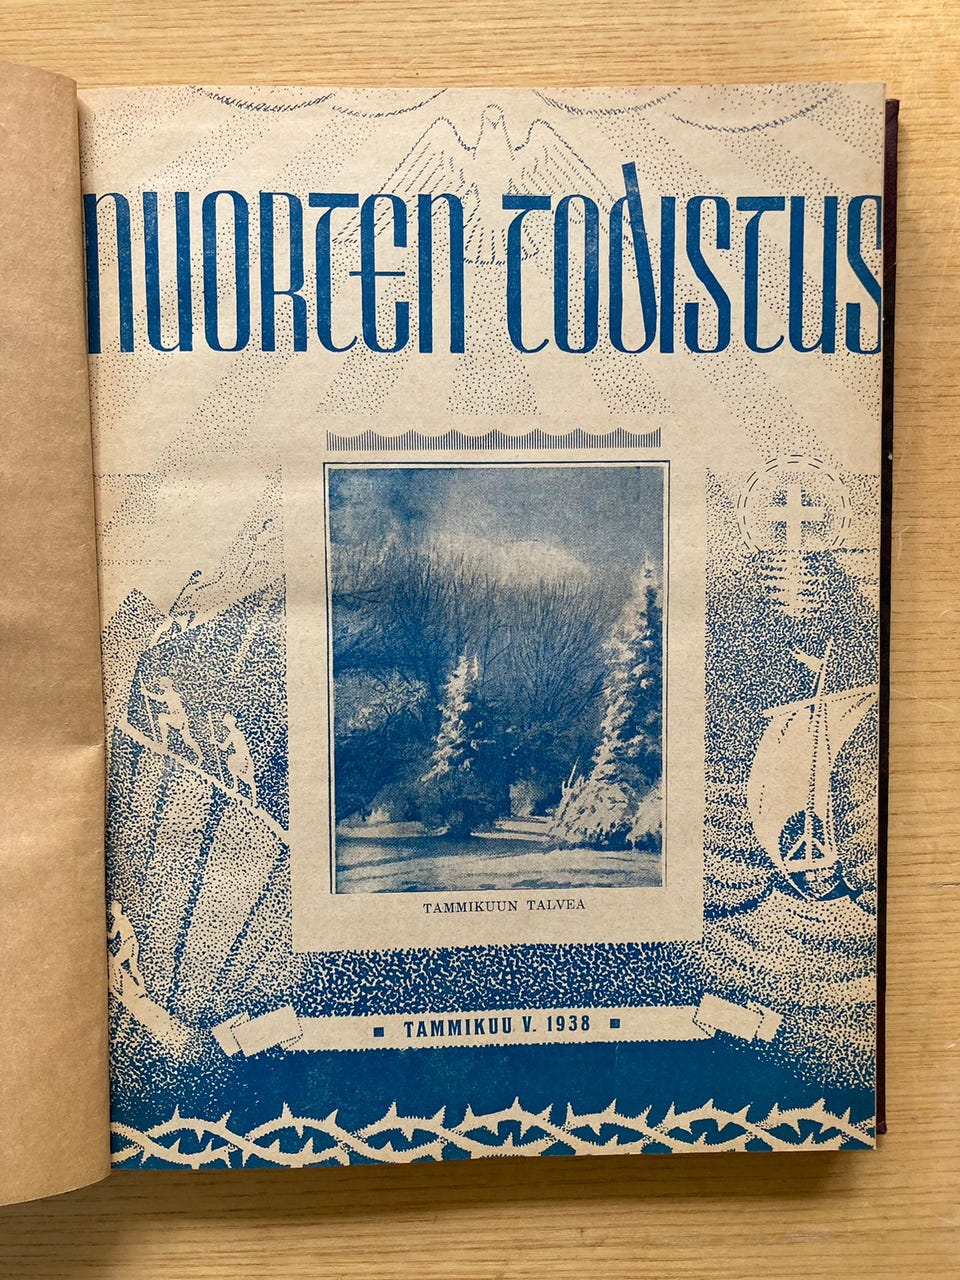 NUORTEN TODISTUS
TAMMIKUUN TALVEA
▪ TAMMIKUU V. 1938 ▪